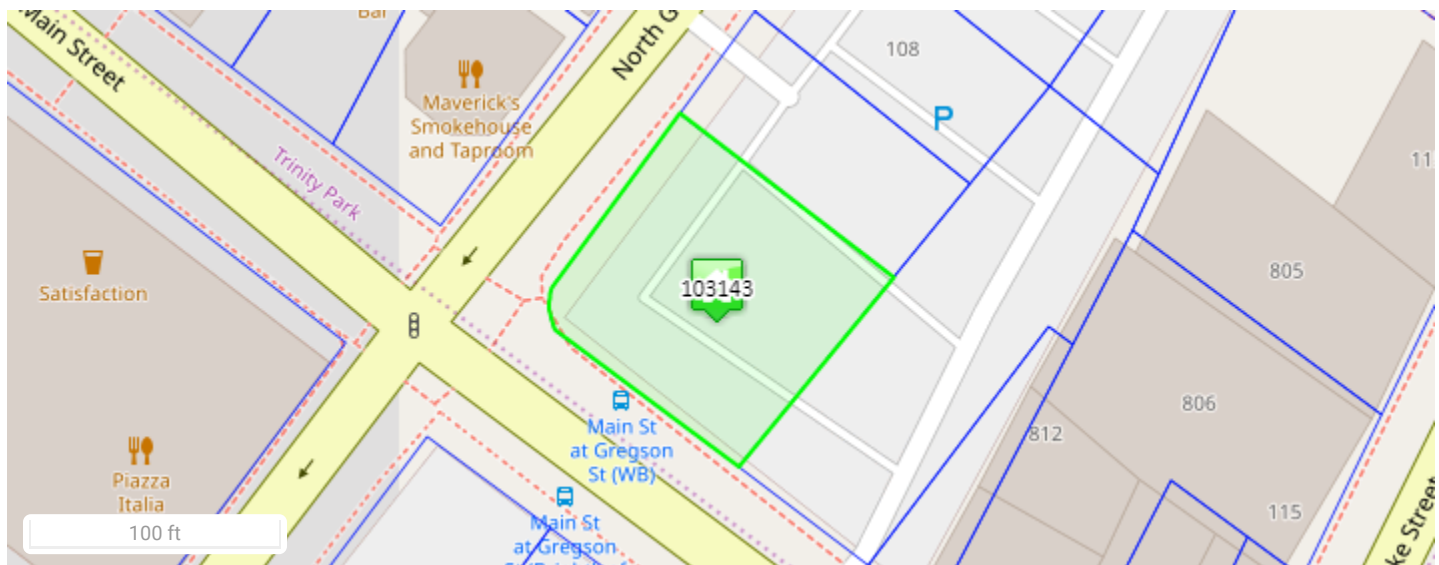 Main Street
Bar
North G
108
P
Maverick's
Smokehouse
and Taproom
Trinity Park
11
Satisfaction
103143
805
806
812
Main St
at Gregson
St (WB)
Piazza
Italia
Main St
at Gregson
115
ke Street
100 ft